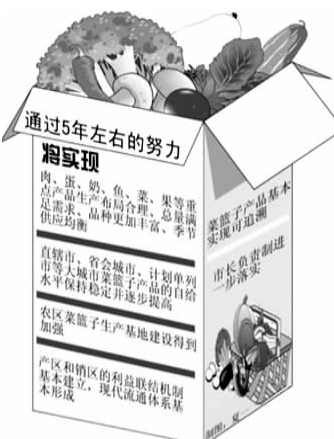 通过5年左右的努力
将实现
肉、蛋、奶、鱼、菜、果等重
点产品生产布局合理、总量满
足需求、品种更加丰富、季节
供应均衡
直辖市、省会城市、计划单列
市等大城市菜篮子产品的自给
水平保持稳定并逐步提高
农区菜篮子生产基地建设得到
加强
产区和销区的利益联结机制
基本建立，现代流通体系基
本形成
菜篮子产品基本
实现可追溯
市长负责制进
一步落实
制图：夏一